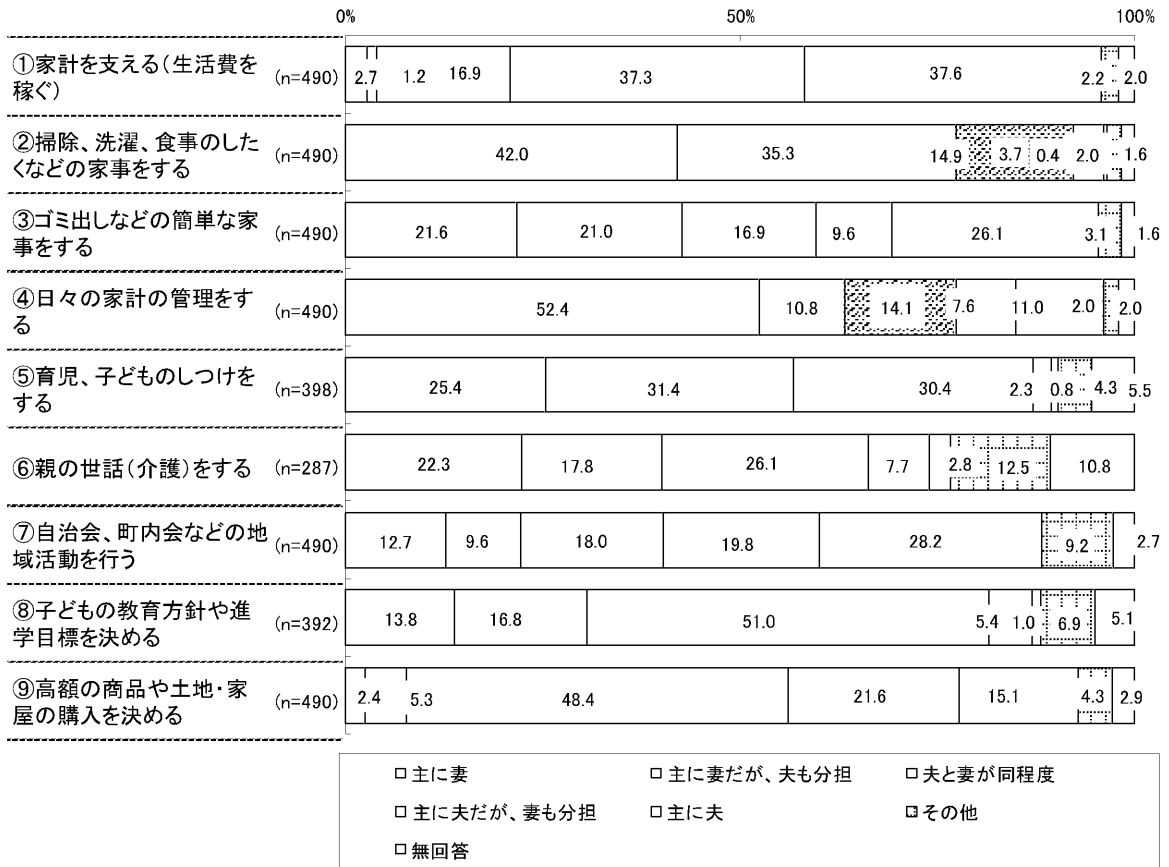 0% 50% 100%
①家計を支える(生活費を
稼ぐ)
(n=490)
2.7 1.2 16.9 37.3 37.6 2.2 2.0
②掃除、洗濯、食事のした
くなどの家事をする
(n=490)
42.0 35.3 14.9 3.7 0.4 2.0 1.6
③ゴミ出しなどの簡単な家
事をする
(n=490)
21.6 21.0 16.9 9.6 26.1 3.1 1.6
④日々の家計の管理をす
る
(n=490)
52.4 10.8 14.1 7.6 11.0 2.0 2.0
⑤育児、子どものしつけを
する
(n=398)
25.4 31.4 30.4 2.3 0.8 4.3 5.5
⑥親の世話(介護)をする (n=287)
22.3 17.8 26.1 7.7 2.8 12.5 10.8
⑦自治会、町内会などの地
域活動を行う
(n=490)
12.7 9.6 18.0 19.8 28.2 9.2 2.7
⑧子どもの教育方針や進
学目標を決める
(n=392)
13.8 16.8 51.0 5.4 1.0 6.9 5.1
⑨高額の商品や土地・家
屋の購入を決める
(n=490)
2.4 5.3 48.4 21.6 15.1 4.3 2.9
主に妻 主に妻だが、夫も分担 夫と妻が同程度
主に夫だが、妻も分担 主に夫 その他
無回答